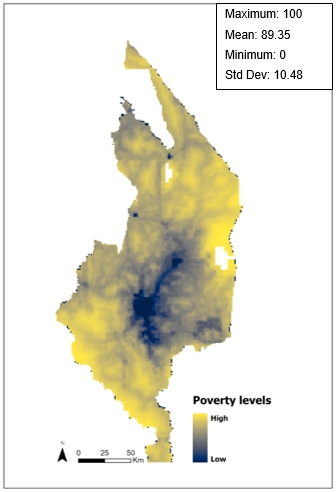 Maximum: 100
Mean: 89.35
Minimum: 0
Std Dev: 10.48
Poverty levels
High
Low
N
0 25 50
Km